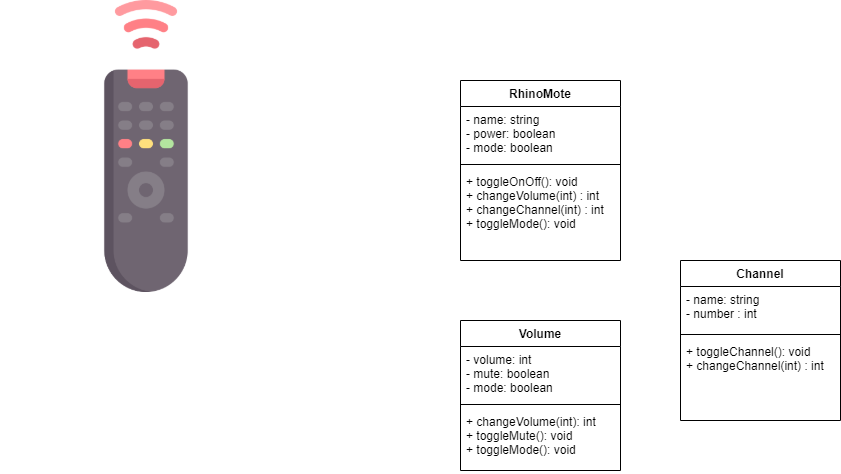 RhinoMote
- name: string
- power: boolean
- mode: boolean
+ toggleOnOff(): void
+ changeVolume(int) : int
+ changeChannel(int) : int
+ toggleMode(): void
Volume
- volume: int
- mute: boolean
- mode: boolean
+ changeVolume(int): int
+ toggleMute(): void
+ toggleMode(): void
Channel
- name: string
- number : int
+ toggleChannel(): void
+ changeChannel(int) : int